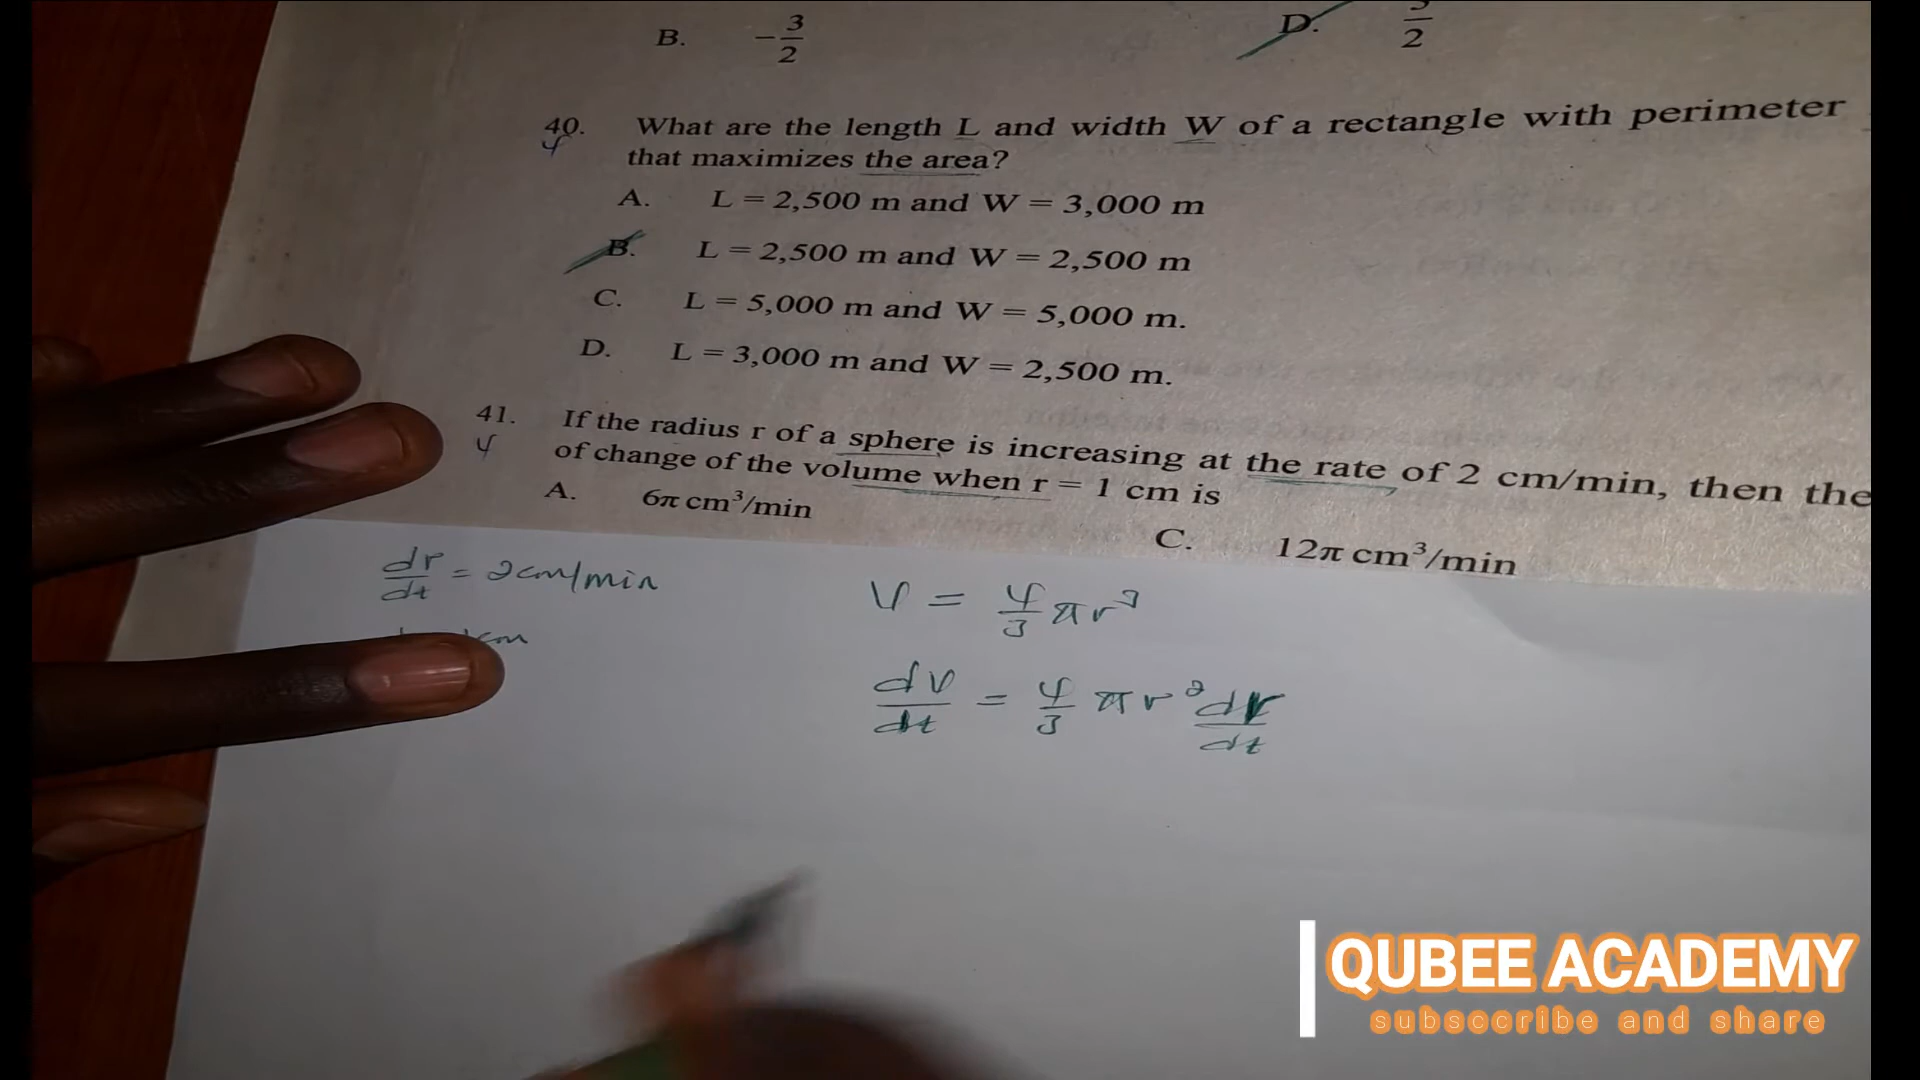 B. -3/2
D. 3/2
40. What are the length L and width W of a rectangle with perimeter
4
that maximizes the area?
A. L = 2,500 m and W = 3,000 m
B. L = 2,500 m and W = 2,500 m
C. L = 5,000 m and W = 5,000 m.
D. L = 3,000 m and W = 2,500 m.
41. If the radius r of a sphere is increasing at the rate of 2 cm/min, then the
4
of change of the volume when r = 1 cm is
A. 6π cm³/min
C. 12π cm³/min
dr/dt = 2cm/min
cm
V = 4/3 πr³
dv/dt = 4/3 πr² dr/dt
QUBEE ACADEMY
subsccribe and share